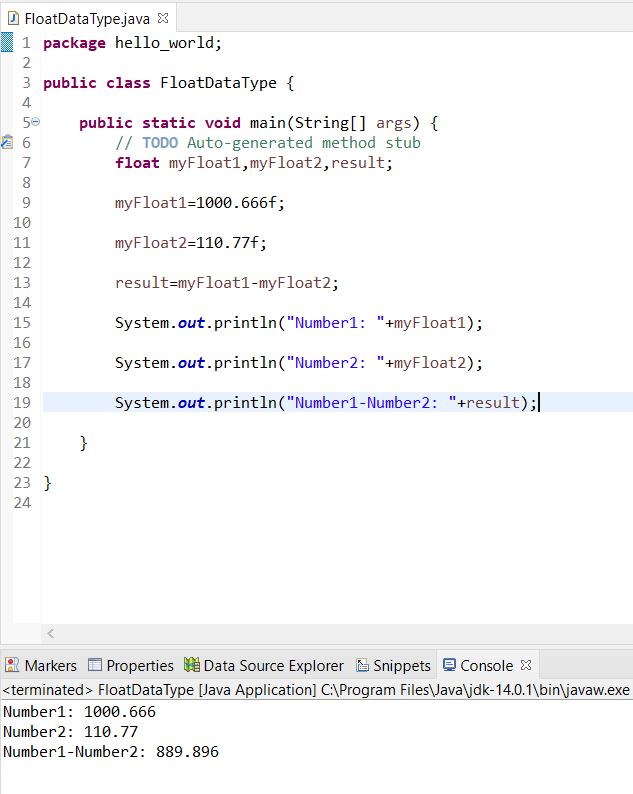 FloatDataType.java
1 package hello_world;
2
3 public class FloatDataType {
4
5 public static void main(String[] args) {
6 // TODO Auto-generated method stub
7 float myFloat1,myFloat2,result;
8
9 myFloat1=1000.666f;
10
11 myFloat2=110.77f;
12
13 result=myFloat1-myFloat2;
14
15 System.out.println("Number1: "+myFloat1);
16
17 System.out.println("Number2: "+myFloat2);
18
19 System.out.println("Number1-Number2: "+result);
20
21 }
22
23 }
24
Markers Properties Data Source Explorer Snippets Console
<terminated> FloatDataType [Java Application] C:\Program Files\Java\jdk-14.0.1\bin\javaw.exe
Number1: 1000.666
Number2: 110.77
Number1-Number2: 889.896